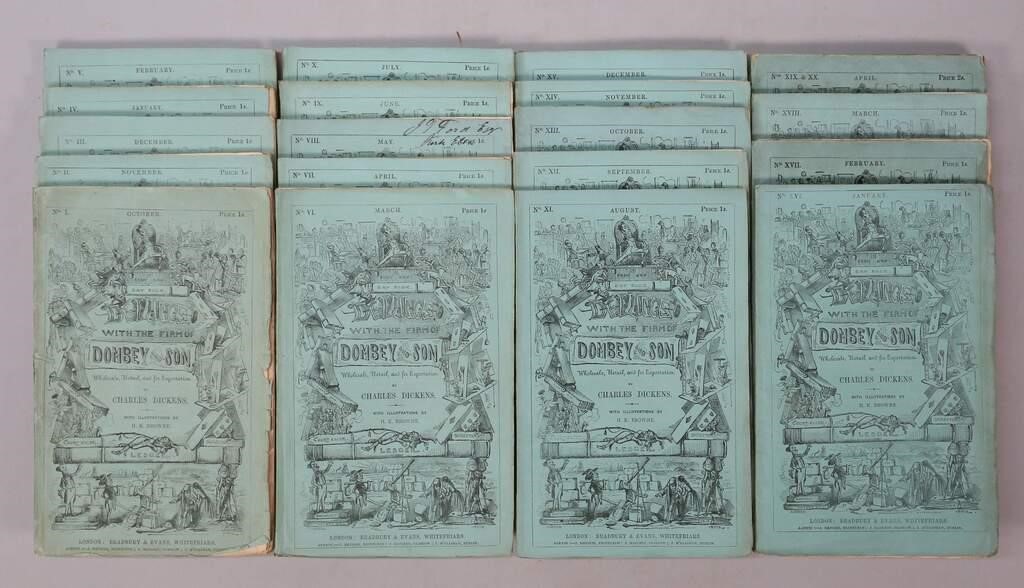 No. V. FEBRUARY. PRICE 1s.
No. IV. JANUARY. PRICE 1s.
No. III. DECEMBER. PRICE 1s.
No. II. NOVEMBER. PRICE 1s.
No. I. OCTOBER. PRICE 1s.
DEALINGS
WITH THE FIRM OF
DOMBEY AND SON,
Wholesale, Retail, and for Exportation.
BY
CHARLES DICKENS.
WITH ILLUSTRATIONS BY
H. K. BROWNE.
LEDGER
LONDON: BRADBURY & EVANS, WHITEFRIARS.
No. X. JULY. PRICE 1s.
No. IX. JUNE. PRICE 1s.
No. VIII. MAY. 1s.
No. VII. APRIL. PRICE 1s.
No. VI. MARCH. PRICE 1s.
DAY BOOK
DEALINGS
WITH THE FIRM OF
DOMBEY AND SON,
Wholesale, Retail, and for Exportation.
BY
CHARLES DICKENS.
WITH ILLUSTRATIONS BY
H. K. BROWNE.
LEDGER
LONDON: BRADBURY & EVANS, WHITEFRIARS.
No. XV. DECEMBER. PRICE 1s.
No. XIV. NOVEMBER. PRICE 1s.
No. XIII. OCTOBER. PRICE 1s.
No. XII. SEPTEMBER. PRICE 1s.
No. XI. AUGUST. PRICE 1s.
DAY BOOK
DEALINGS
WITH THE FIRM OF
DOMBEY AND SON,
Wholesale, Retail, and for Exportation.
BY
CHARLES DICKENS.
WITH ILLUSTRATIONS BY
H. K. BROWNE.
LEDGER
LONDON: BRADBURY & EVANS, WHITEFRIARS.
Nos. XIX. & XX. APRIL. PRICE 2s.
No. XVIII. MARCH. PRICE 1s.
No. XVII. FEBRUARY. PRICE 1s.
No. XVI. JANUARY. PRICE 1s.
DAY BOOK
DEALINGS
WITH THE FIRM OF
DOMBEY AND SON,
Wholesale, Retail, and for Exportation.
BY
CHARLES DICKENS.
WITH ILLUSTRATIONS BY
H. K. BROWNE.
LEDGER
LONDON: BRADBURY & EVANS, WHITEFRIARS.